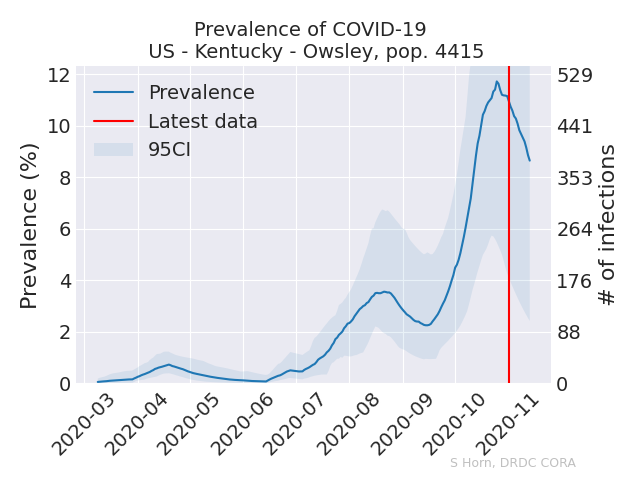 Prevalence of COVID-19
US - Kentucky - Owsley, pop. 4415
Prevalence
Latest data
95CI
Prevalence (%)
12
10
8
6
4
2
0
529
441
353
264
176
88
0
# of infections
2020-03
2020-04
2020-05
2020-06
2020-07
2020-08
2020-09
2020-10
2020-11
S Horn, DRDC CORA